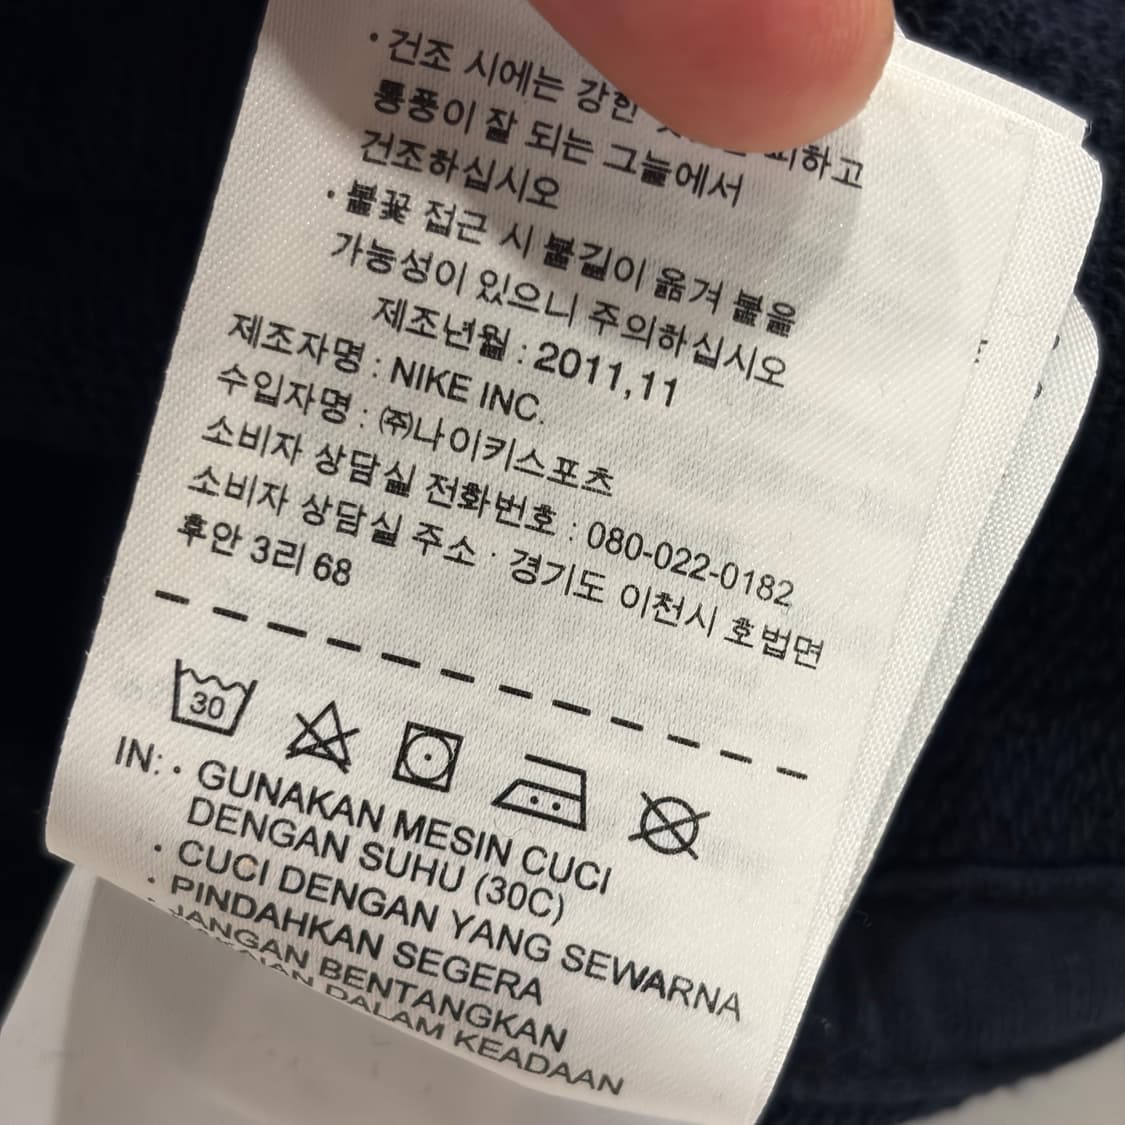 • 건조 시에는 강한 피하고
통풍이 잘 되는 그늘에서
건조하십시오
• 불꽃 접근 시 불길이 옮겨 붙을
가능성이 있으니 주의하십시오
제조년월 : 2011,11
제조자명 : NIKE INC.
수입자명 : ㈜나이키스포츠
소비자 상담실 전화번호 : 080-022-0182
소비자 상담실 주소 · 경기도 이천시 호법면
후안 3리 68
30
IN: • GUNAKAN MESIN CUCI
DENGAN SUHU (30C)
• CUCI DENGAN YANG SEWARNA
• PINDAHKAN SEGERA
• JANGAN BENTANGKAN
DALAM KEADAAN